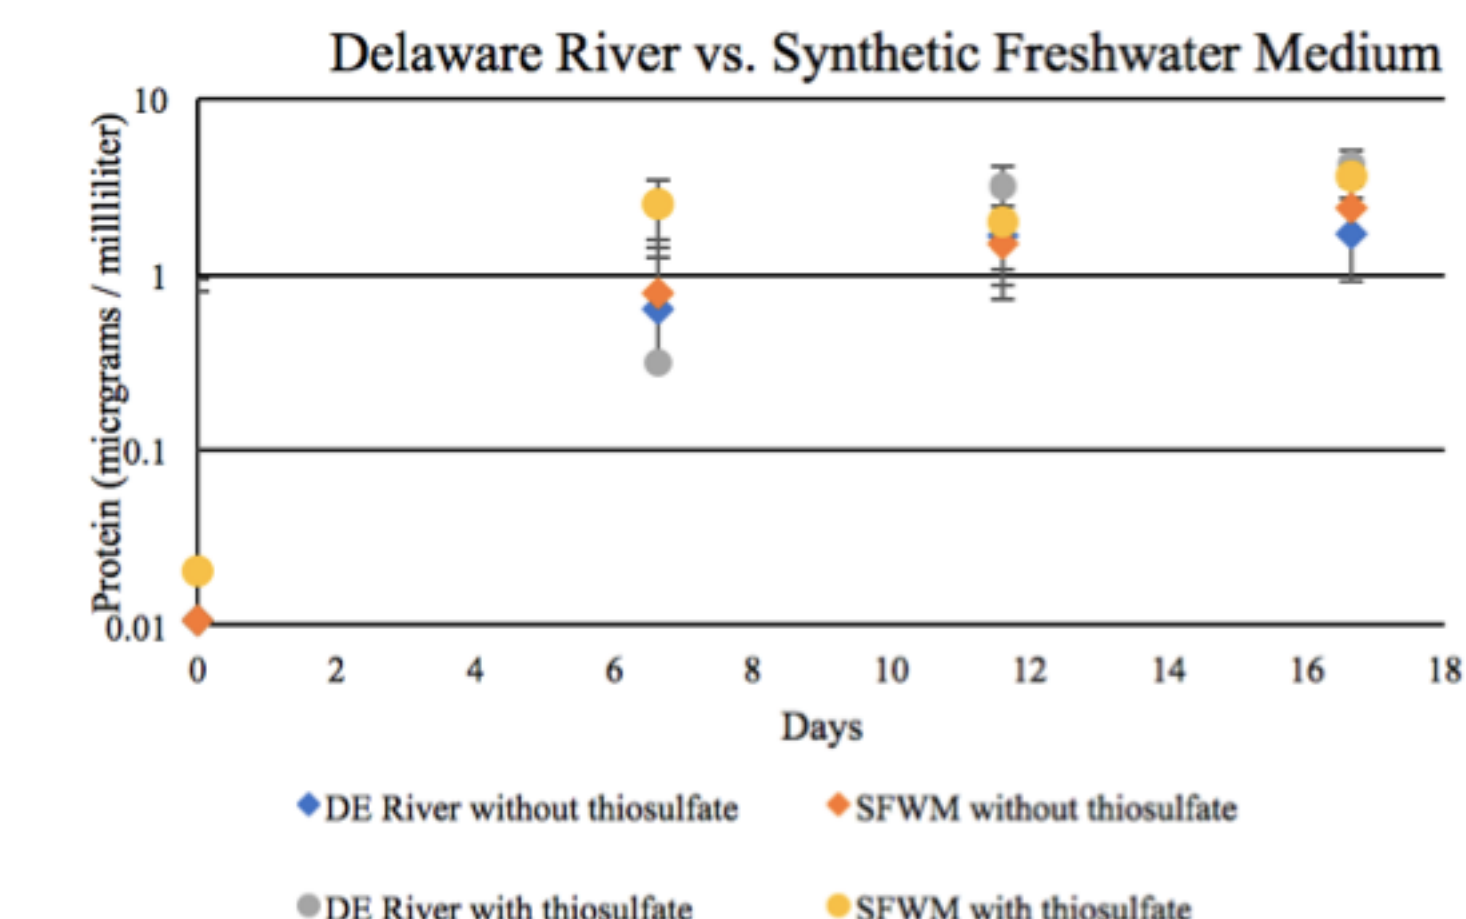 Delaware River vs. Synthetic Freshwater Medium
Protein (micrgrams / millliliter)
10
1
0.1
0.01
0 2 4 6 8 10 12 14 16 18
Days
DE River without thiosulfate SFWM without thiosulfate
DE River with thiosulfate SFWM with thiosulfate